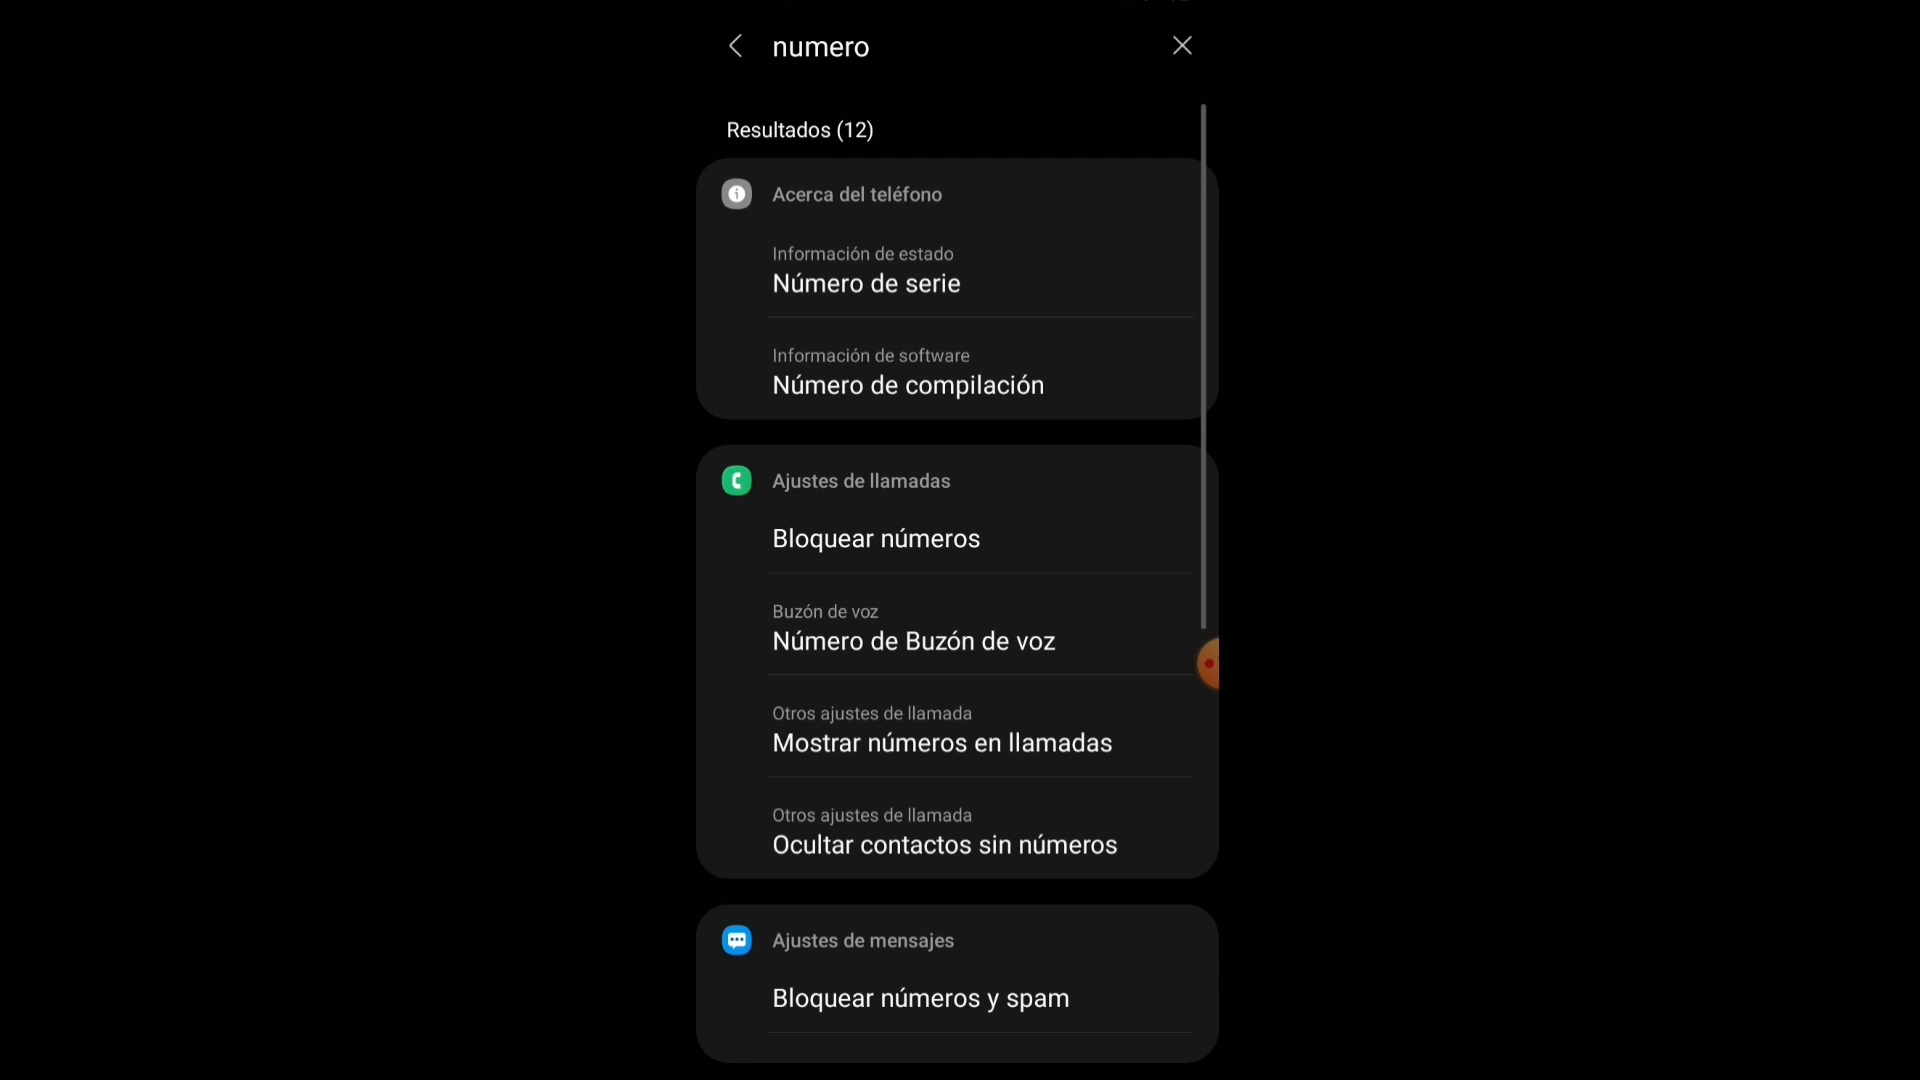 numero
Resultados (12)
Acerca del teléfono
Información de estado
Número de serie
Información de software
Número de compilación
Ajustes de llamadas
Bloquear números
Buzón de voz
Número de Buzón de voz
Otros ajustes de llamada
Mostrar números en llamadas
Otros ajustes de llamada
Ocultar contactos sin números
Ajustes de mensajes
Bloquear números y spam